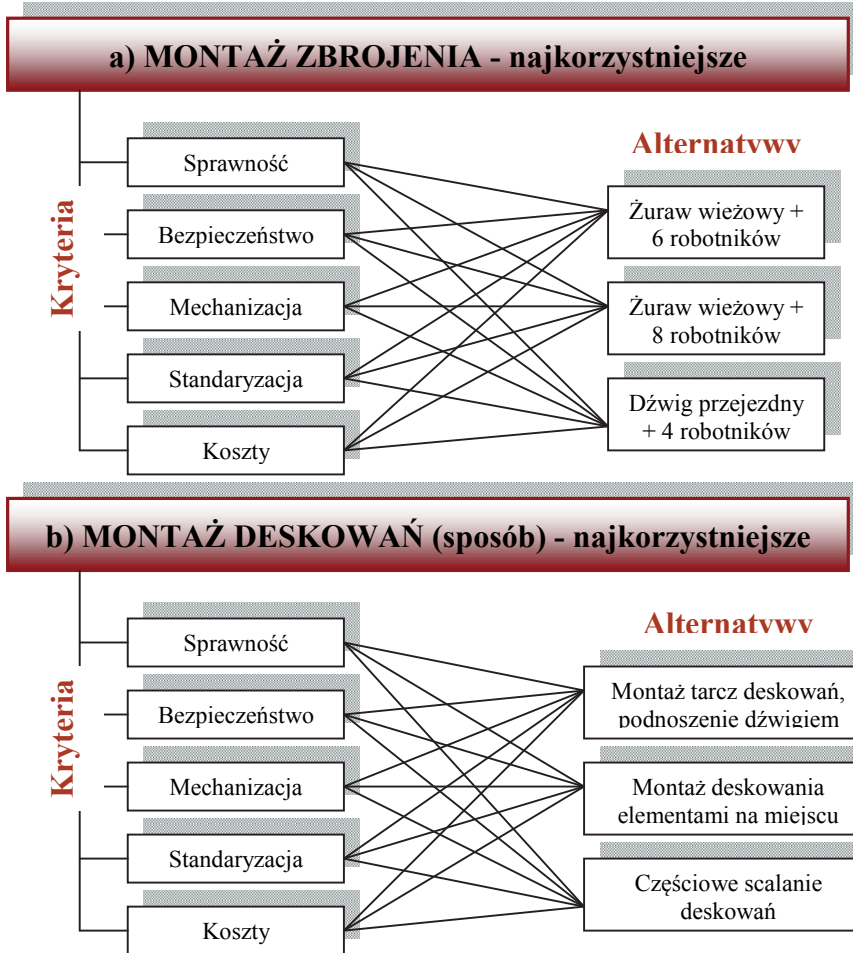 a) MONTAŻ ZBROJENIA - najkorzystniejsze
Kryteria
Sprawność
Bezpieczeństwo
Mechanizacja
Standaryzacja
Koszty
Alternatywy
Żuraw wieżowy +
6 robotników
Żuraw wieżowy +
8 robotników
Dźwig przejezdny
+ 4 robotników
b) MONTAŻ DESKOWAŃ (sposób) - najkorzystniejsze
Kryteria
Sprawność
Bezpieczeństwo
Mechanizacja
Standaryzacja
Koszty
Alternatywy
Montaż tarcz deskowań,
podnoszenie dźwigiem
Montaż deskowania
elementami na miejscu
Częściowe scalanie
deskowań